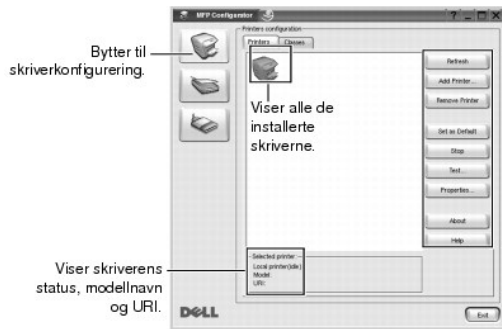 MFP Configurator
Printers configuration
Printers Classes
Bytter til
skriverkonfigurering.
Viser alle de
installerte
skriverne.
Refresh
Add Printer...
Remove Printer
Set as Default
Stop
Test...
Properties...
About
Help
Selected printer:
Local printer(idle)
Model:
URI:
Viser skriverens
status, modellnavn
og URI.
DELL
Exit